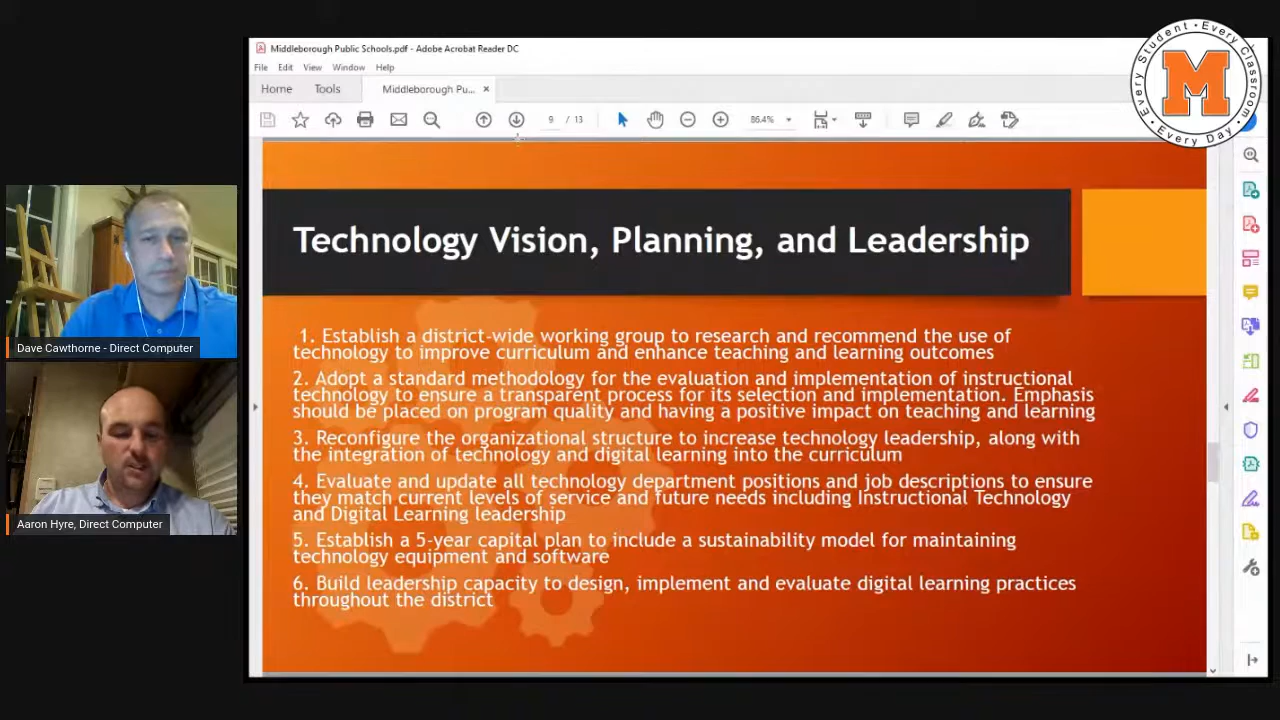 Middleborough Public Schools.pdf - Adobe Acrobat Reader DC
File Edit View Window Help
Home Tools Middleborough Pu... ×
9 / 13 86.4%
Every Student • Every Classroom • Every Day •
M
Technology Vision, Planning, and Leadership
1. Establish a district-wide working group to research and recommend the use of
technology to improve curriculum and enhance teaching and learning outcomes
2. Adopt a standard methodology for the evaluation and implementation of instructional
technology to ensure a transparent process for its selection and implementation. Emphasis
should be placed on program quality and having a positive impact on teaching and learning
3. Reconfigure the organizational structure to increase technology leadership, along with
the integration of technology and digital learning into the curriculum
4. Evaluate and update all technology department positions and job descriptions to ensure
they match current levels of service and future needs including Instructional Technology
and Digital Learning leadership
5. Establish a 5-year capital plan to include a sustainability model for maintaining
technology equipment and software
6. Build leadership capacity to design, implement and evaluate digital learning practices
throughout the district
Dave Cawthorne - Direct Computer
Aaron Hyre, Direct Computer